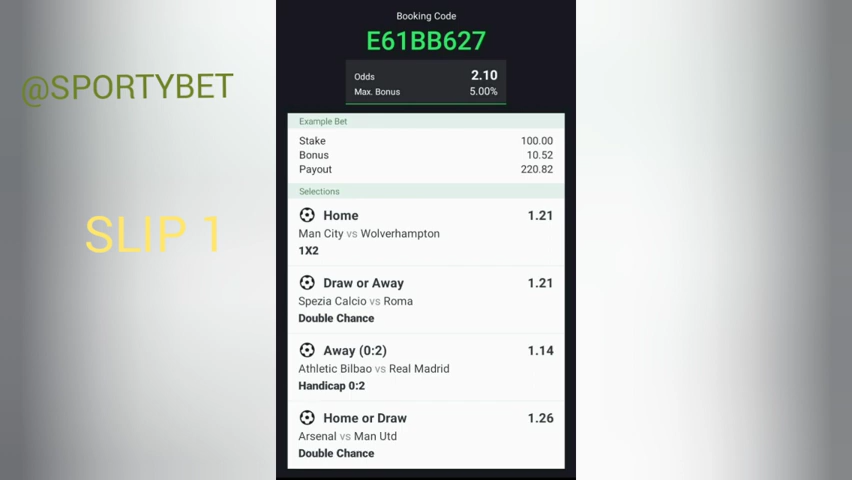 Booking Code
E61BB627
Odds 2.10
Max. Bonus 5.00%
@SPORTYBET
SLIP 1
Example Bet
Stake 100.00
Bonus 10.52
Payout 220.82
Selections
Home 1.21
Man City vs Wolverhampton
1X2
Draw or Away 1.21
Spezia Calcio vs Roma
Double Chance
Away (0:2) 1.14
Athletic Bilbao vs Real Madrid
Handicap 0:2
Home or Draw 1.26
Arsenal vs Man Utd
Double Chance